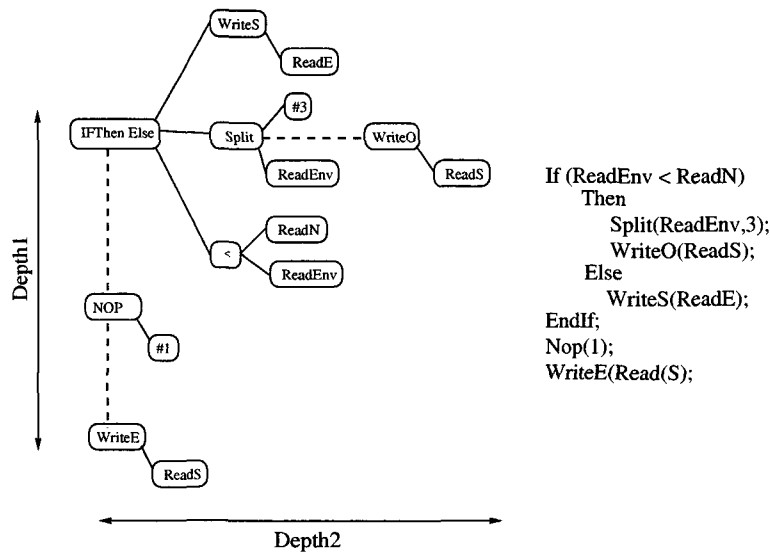 WriteS
ReadE
#3
IFThen Else
Split
WriteO
ReadEnv
ReadS
ReadN
<
ReadEnv
Depth1
NOP
#1
WriteE
ReadS
Depth2
If (ReadEnv < ReadN)
Then
Split(ReadEnv,3);
WriteO(ReadS);
Else
WriteS(ReadE);
EndIf;
Nop(1);
WriteE(Read(S);